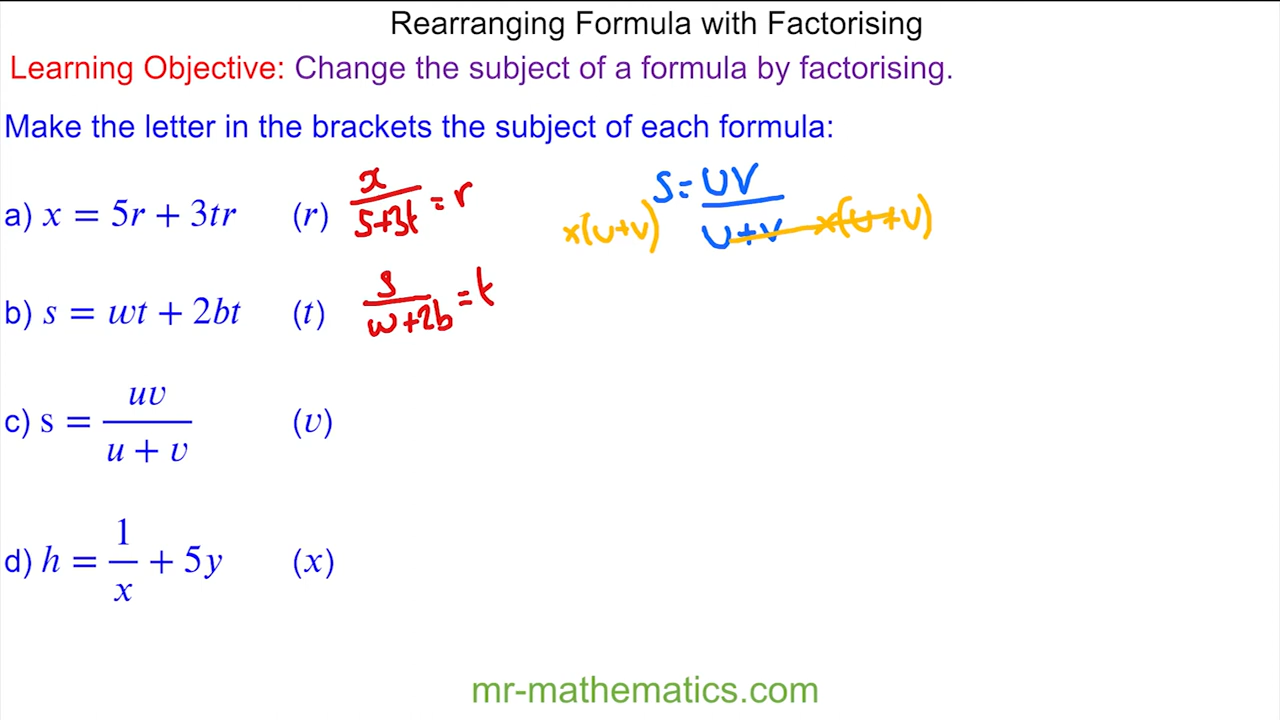 Rearranging Formula with Factorising
Learning Objective: Change the subject of a formula by factorising.
Make the letter in the brackets the subject of each formula:
a) x = 5r + 3tr (r) x/(5+3t) = r
s = uv/(u+v)
×(u+v) ×(u+v)
b) s = wt + 2bt (t) s/(w+2b) = t
c) s = uv/(u + v) (v)
d) h = 1/x + 5y (x)
mr-mathematics.com